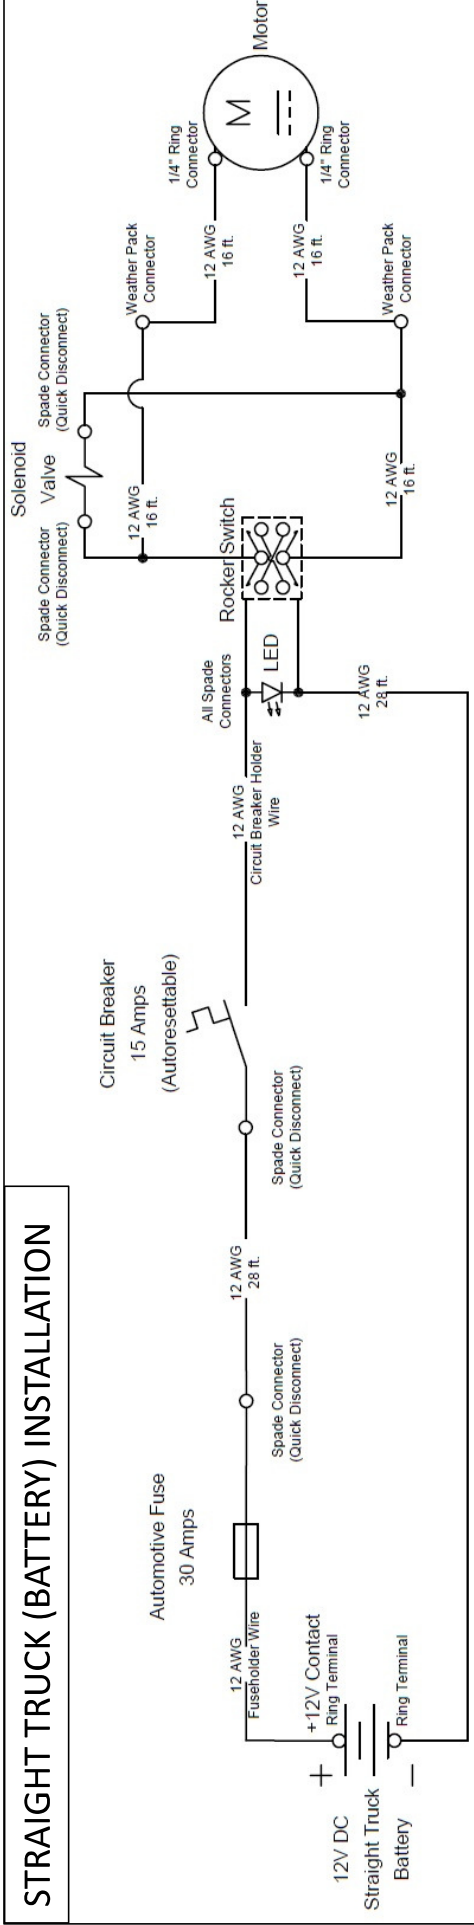 STRAIGHT TRUCK (BATTERY) INSTALLATION
12V DC
Straight Truck
Battery
+
–
+12V Contact
Ring Terminal
Ring Terminal
12 AWG
Fuseholder Wire
Automotive Fuse
30 Amps
Spade Connector
(Quick Disconnect)
12 AWG
28 ft.
Spade Connector
(Quick Disconnect)
Circuit Breaker
15 Amps
(Autoresettable)
12 AWG
Circuit Breaker Holder
Wire
All Spade
Connectors
LED
12 AWG
28 ft.
Rocker Switch
Spade Connector
(Quick Disconnect)
Solenoid
Valve
Spade Connector
(Quick Disconnect)
12 AWG
16 ft.
12 AWG
16 ft.
Weather Pack
Connector
Weather Pack
Connector
12 AWG
16 ft.
12 AWG
16 ft.
1/4" Ring
Connector
1/4" Ring
Connector
M
Motor